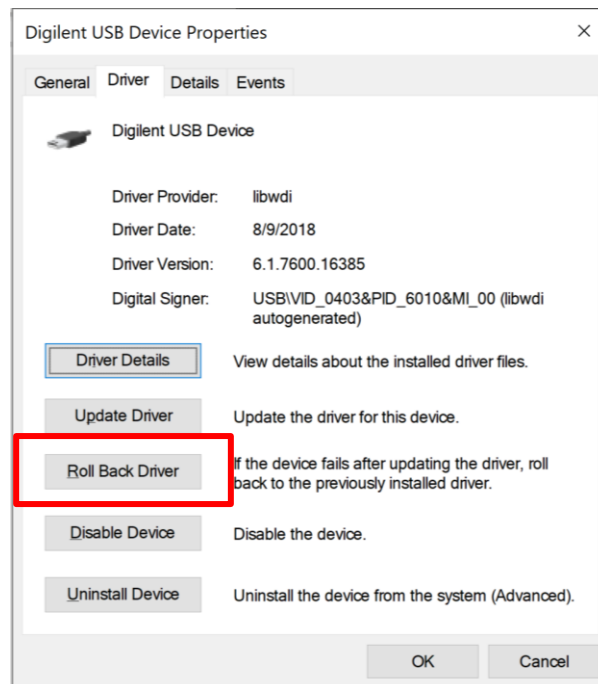 Digilent USB Device Properties
General Driver Details Events
Digilent USB Device
Driver Provider: libwdi
Driver Date: 8/9/2018
Driver Version: 6.1.7600.16385
Digital Signer: USB\VID_0403&PID_6010&MI_00 (libwdi
autogenerated)
Driver Details View details about the installed driver files.
Update Driver Update the driver for this device.
Roll Back Driver If the device fails after updating the driver, roll
back to the previously installed driver.
Disable Device Disable the device.
Uninstall Device Uninstall the device from the system (Advanced).
OK Cancel